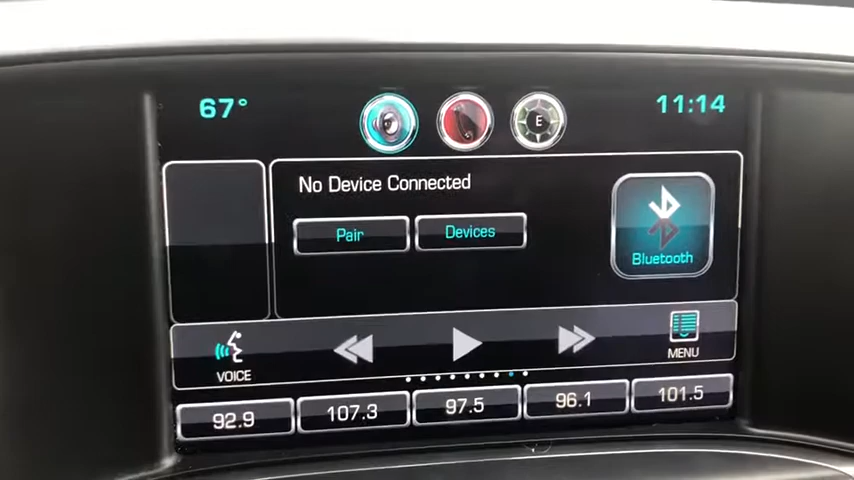 67°
E
11:14
No Device Connected
Pair
Devices
Bluetooth
VOICE
MENU
92.9
107.3
97.5
96.1
101.5